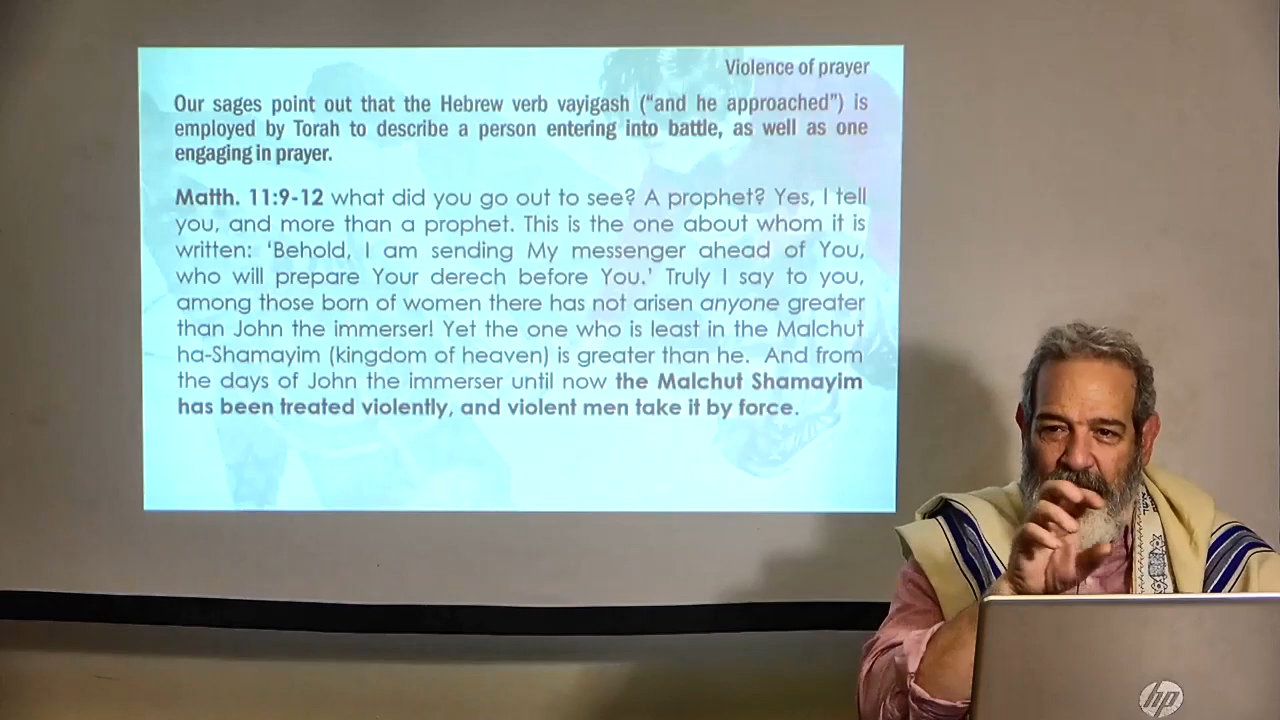 Violence of prayer
Our sages point out that the Hebrew verb vayigash (“and he approached”) is
employed by Torah to describe a person entering into battle, as well as one
engaging in prayer.
Matth. 11:9-12 what did you go out to see? A prophet? Yes, I tell
you, and more than a prophet. This is the one about whom it is
written: ‘Behold, I am sending My messenger ahead of You,
who will prepare Your derech before You.’ Truly I say to you,
among those born of women there has not arisen anyone greater
than John the immerser! Yet the one who is least in the Malchut
ha-Shamayim (kingdom of heaven) is greater than he. And from
the days of John the immerser until now the Malchut Shamayim
has been treated violently, and violent men take it by force.
hp